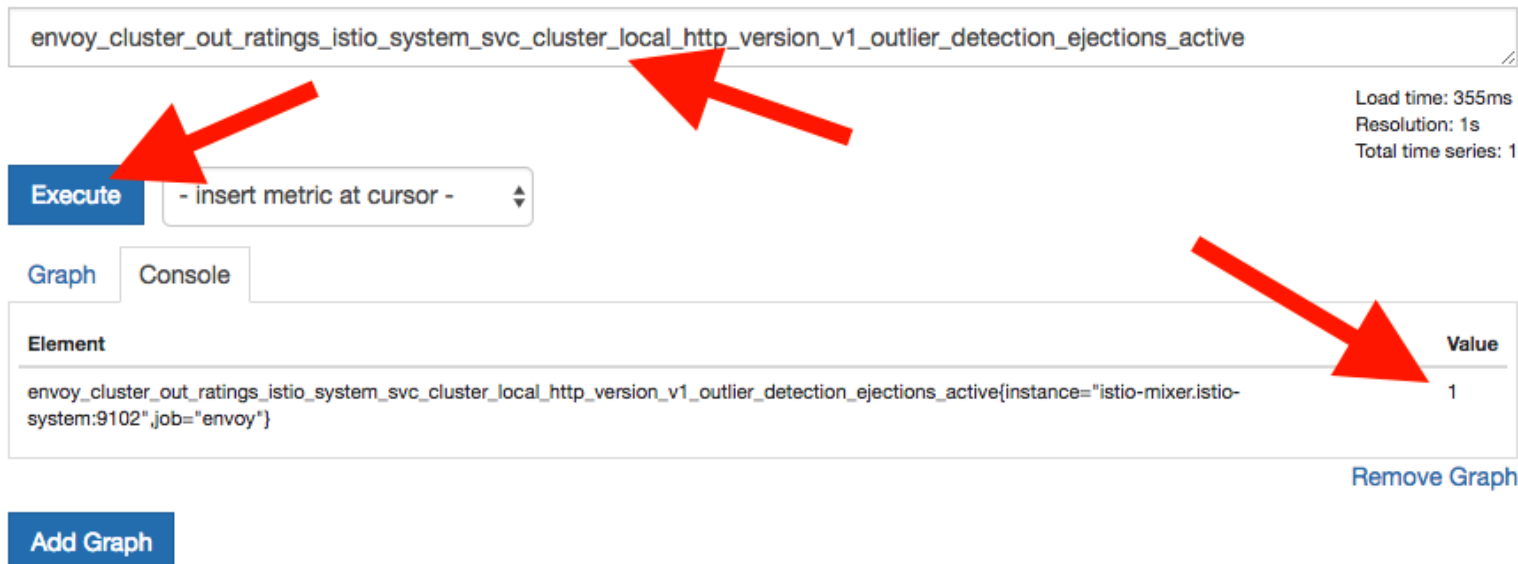 envoy_cluster_out_ratings_istio_system_svc_cluster_local_http_version_v1_outlier_detection_ejections_active
Load time: 355ms
Resolution: 1s
Total time series: 1
Execute
- insert metric at cursor -
Graph
Console
Element
Value
envoy_cluster_out_ratings_istio_system_svc_cluster_local_http_version_v1_outlier_detection_ejections_active{instance="istio-mixer.istio-
system:9102",job="envoy"}
1
Remove Graph
Add Graph